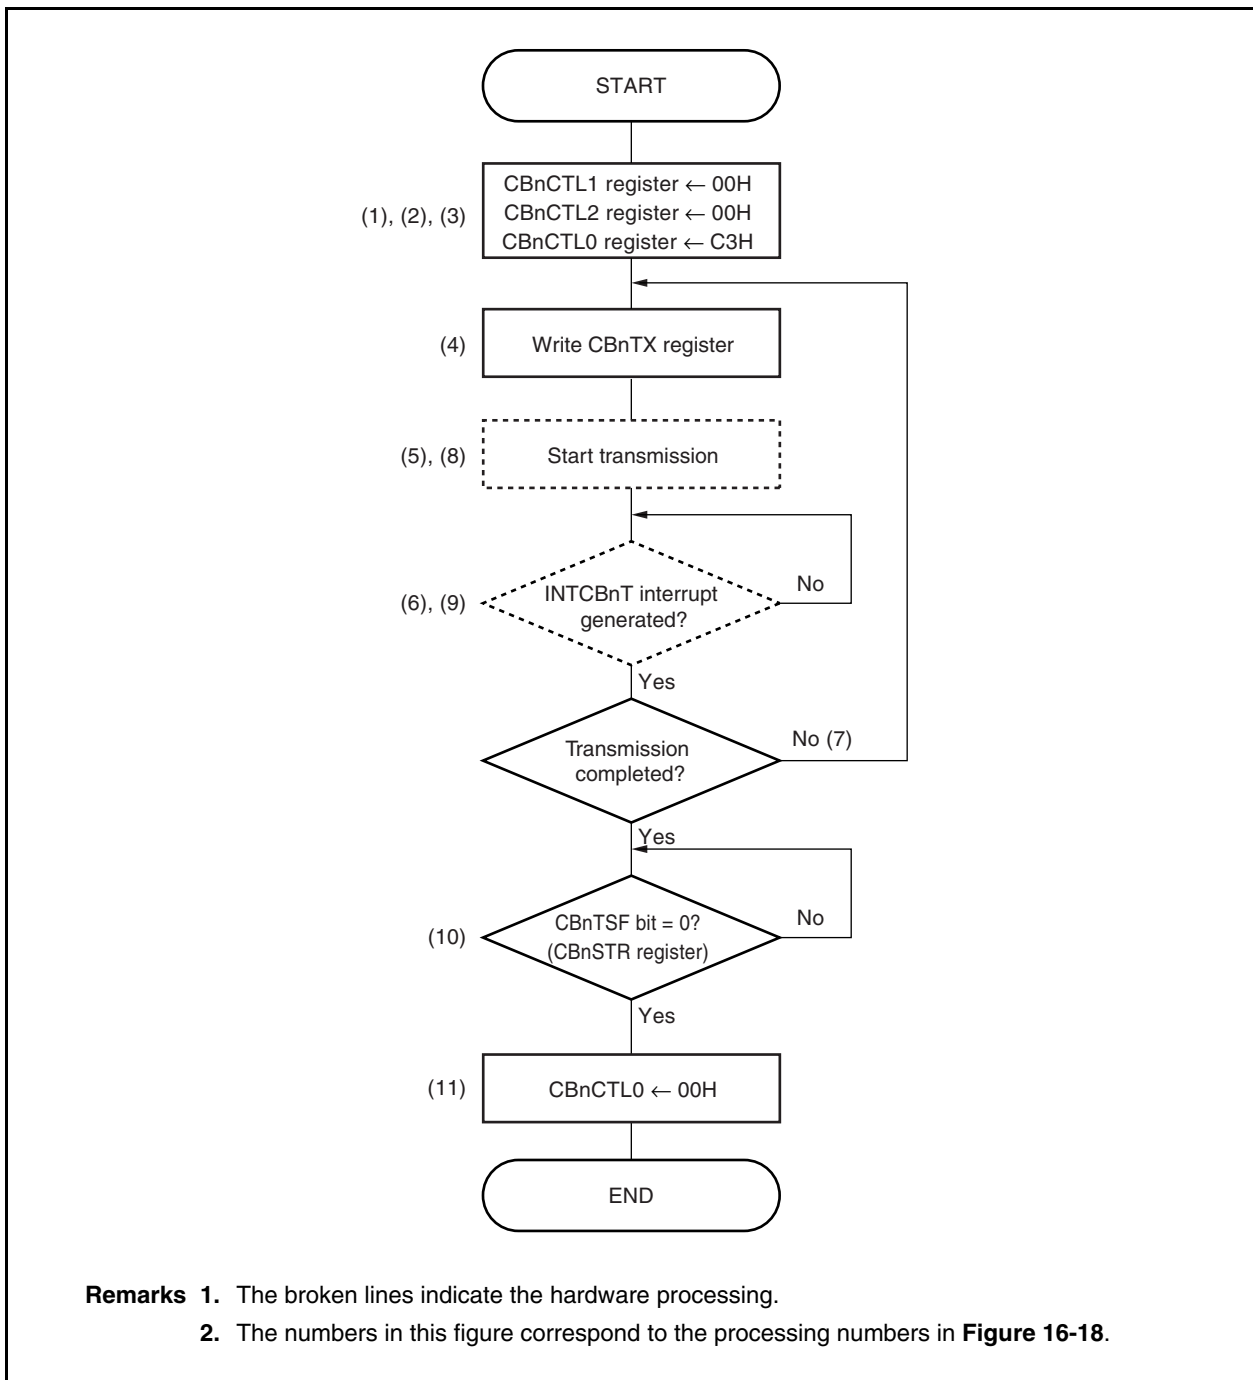 START
CBnCTL1 register ← 00H
CBnCTL2 register ← 00H
(1), (2), (3)
CBnCTL0 register ← C3H
(4)
Write CBnTX register
(5), (8)
Start transmission
INTCBnT interrupt
generated?
(6), (9)
No
Yes
Transmission
completed?
No (7)
Yes
CBnTSF bit = 0?
(CBnSTR register)
(10)
No
Yes
(11)
CBnCTL0 ← 00H
END
Remarks 1. The broken lines indicate the hardware processing.
2. The numbers in this figure correspond to the processing numbers in Figure 16-18.